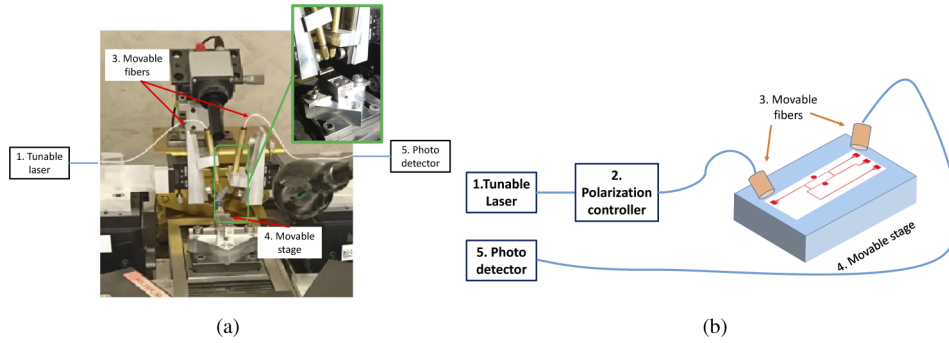 3. Movable
fibers
1. Tunable
laser
5. Photo
detector
4. Movable
stage
(a)
3. Movable
fibers
1.Tunable
Laser
2.
Polarization
controller
5. Photo
detector
4. Movable stage
(b)